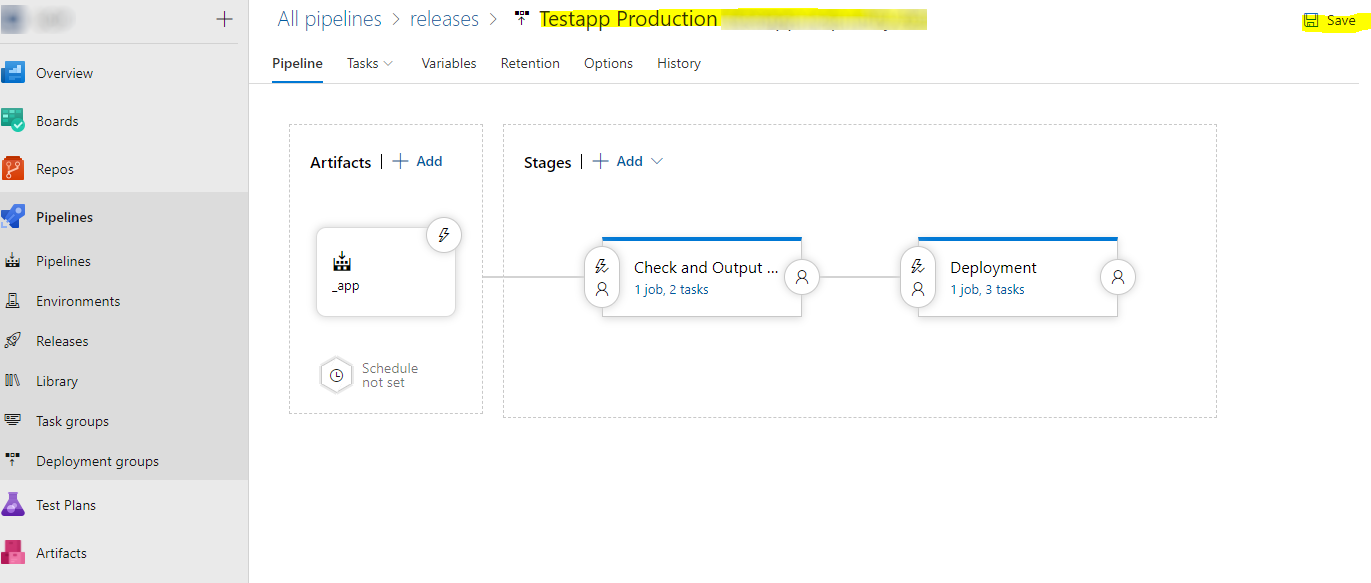 All pipelines > releases > Testapp Production
Save
Pipeline Tasks Variables Retention Options History
Overview
Boards
Repos
Pipelines
Pipelines
Environments
Releases
Library
Task groups
Deployment groups
Test Plans
Artifacts
Artifacts | + Add
_app
Schedule
not set
Stages | + Add
Check and Output ...
1 job, 2 tasks
Deployment
1 job, 3 tasks